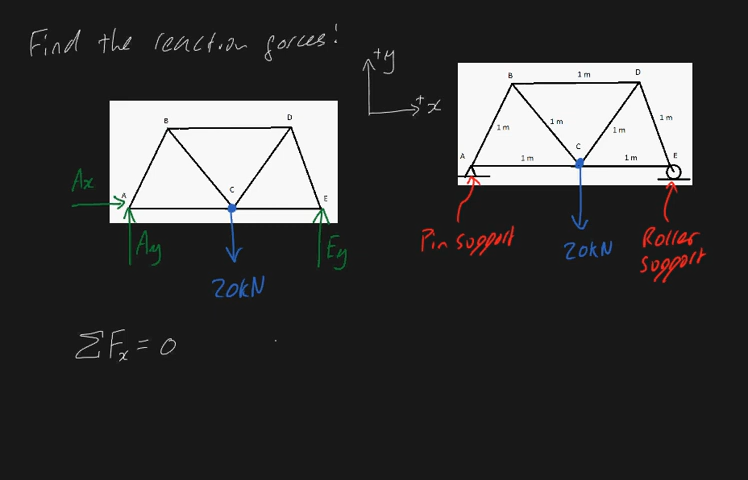 Find the reaction forces!
+y
+x
B
D
A
C
E
Ax
Ay
20kN
Ey
B
1 m
D
1 m
1 m
1 m
1 m
A
1 m
C
1 m
E
Pin support
20kN
Roller
support
ΣFx = 0